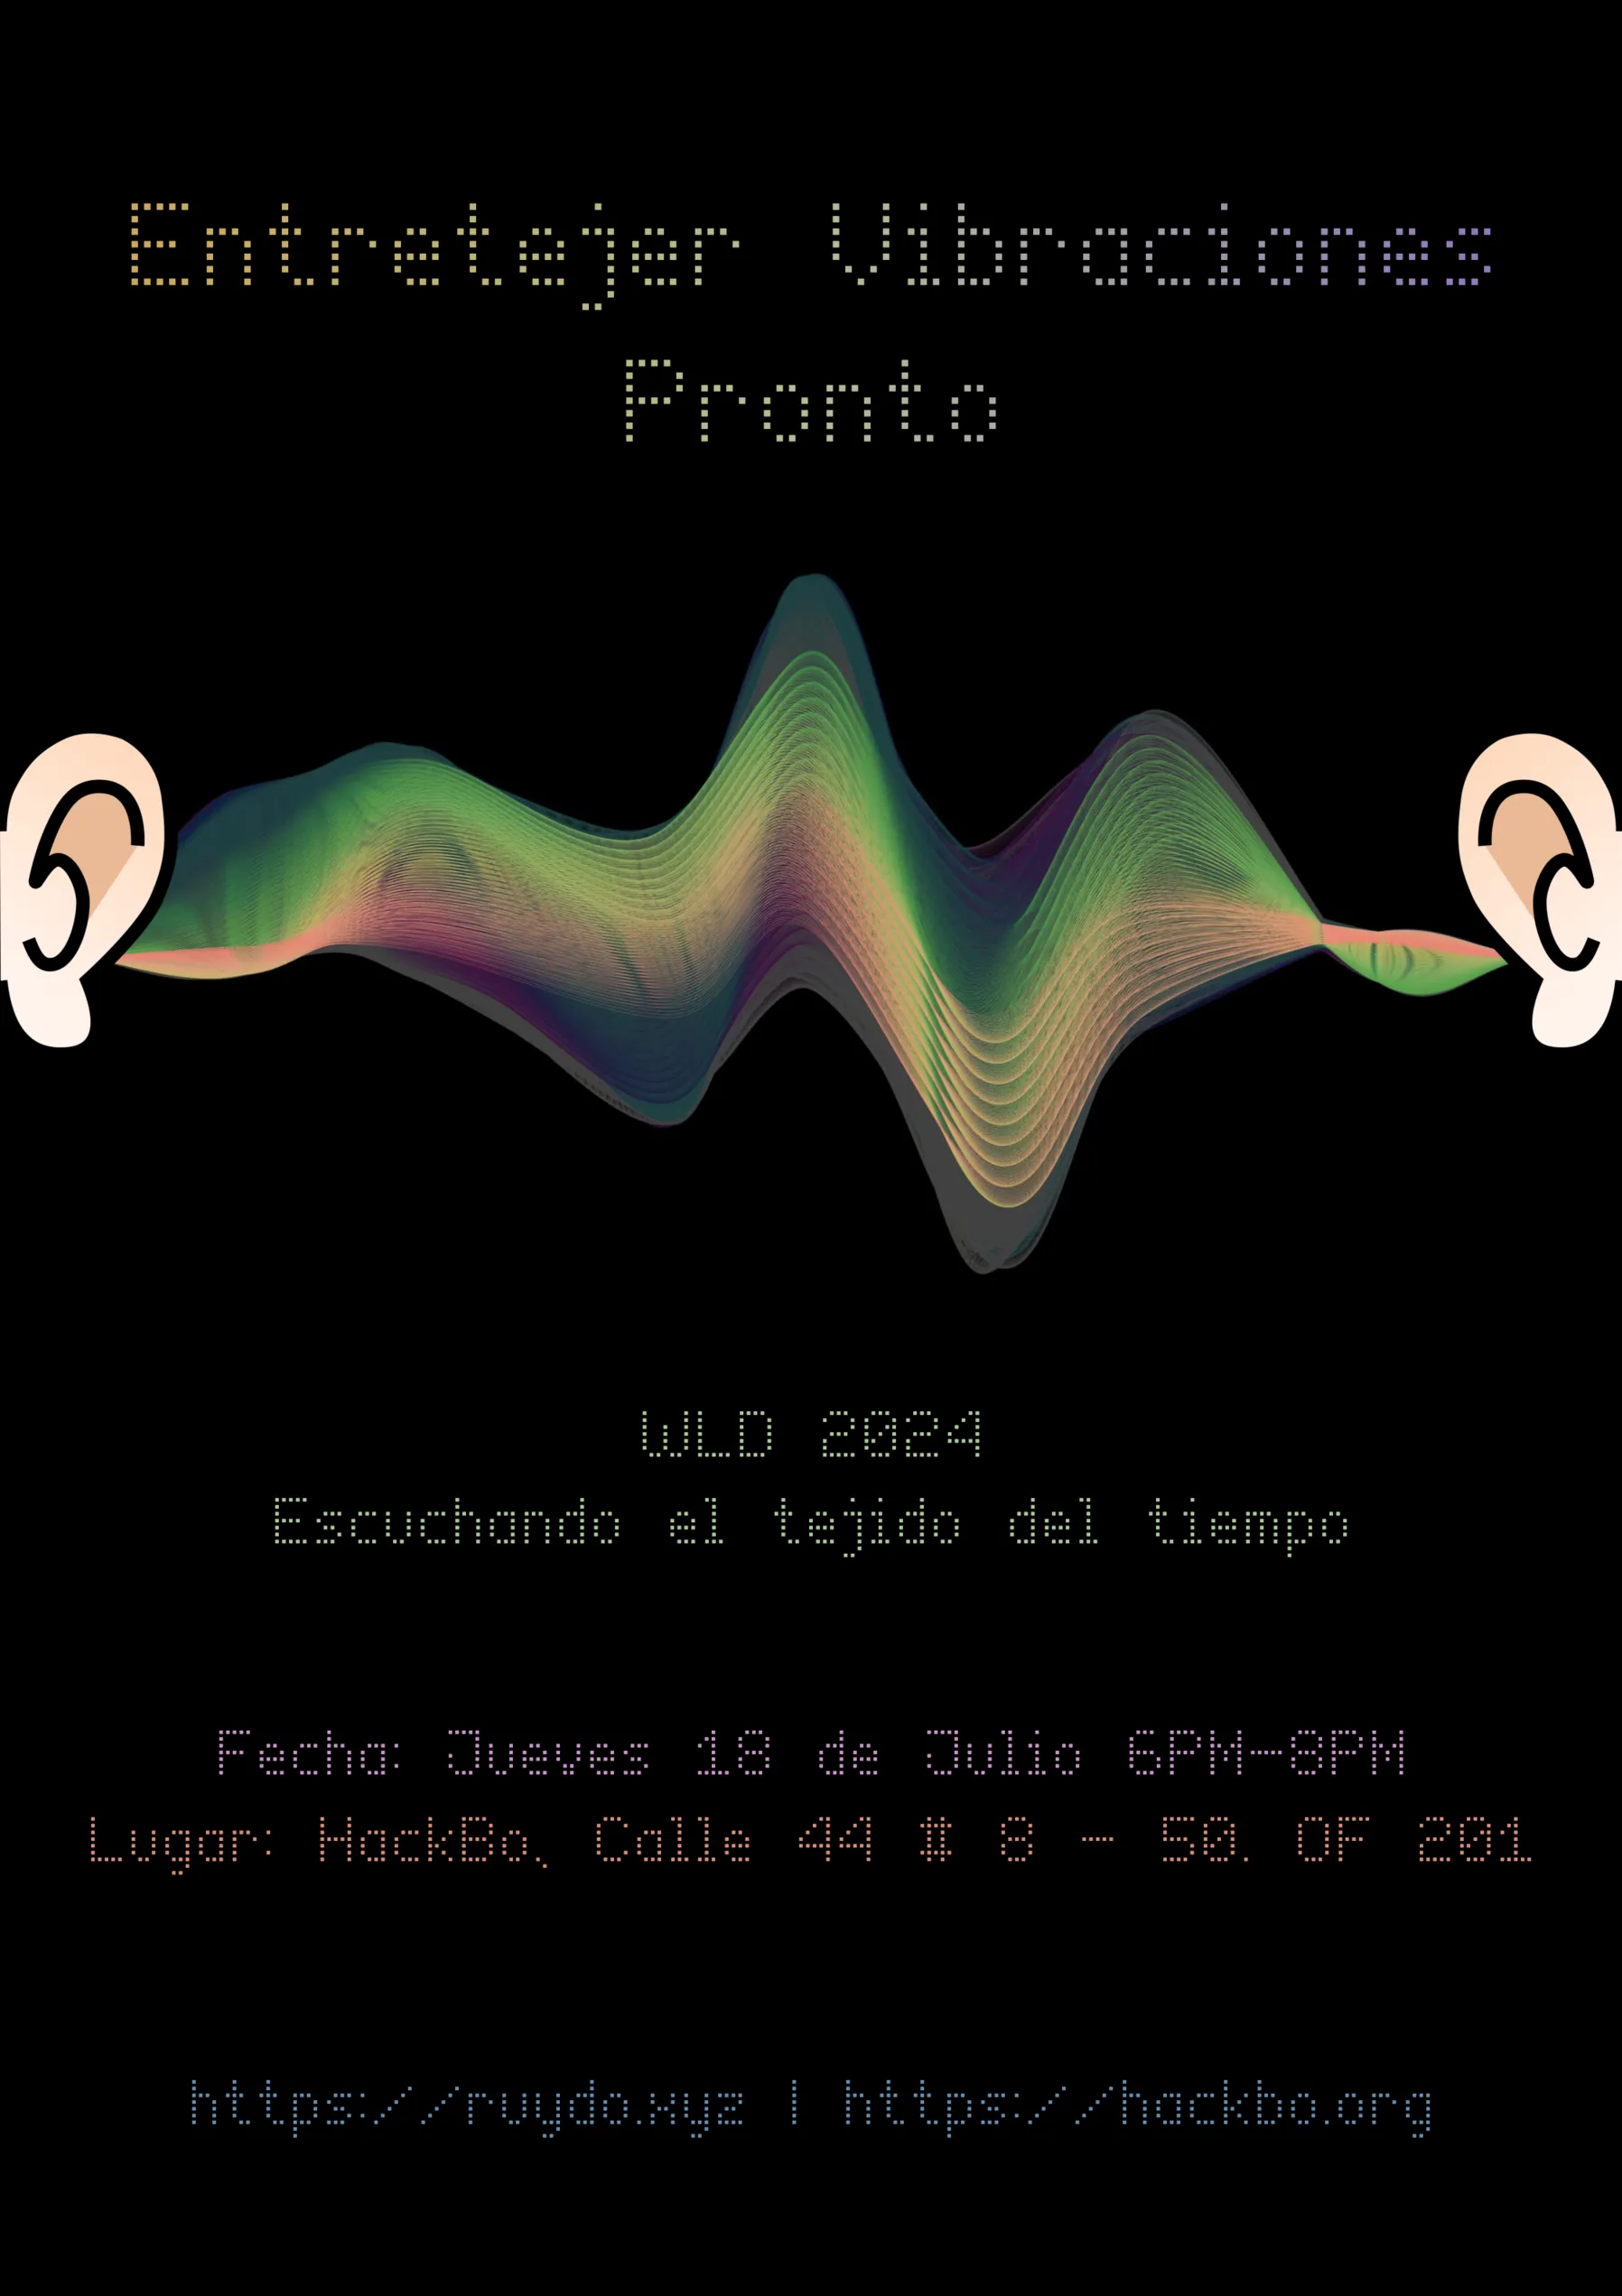 Entretejer Vibraciones
Pronto
WLD 2024
Escuchando el tejido del tiempo
Fecha: Jueves 18 de Julio 6PM-8PM
Lugar: HackBo, Calle 44 # 8 - 50. OF 201
https://ruydo.xyz | https://hackbo.org